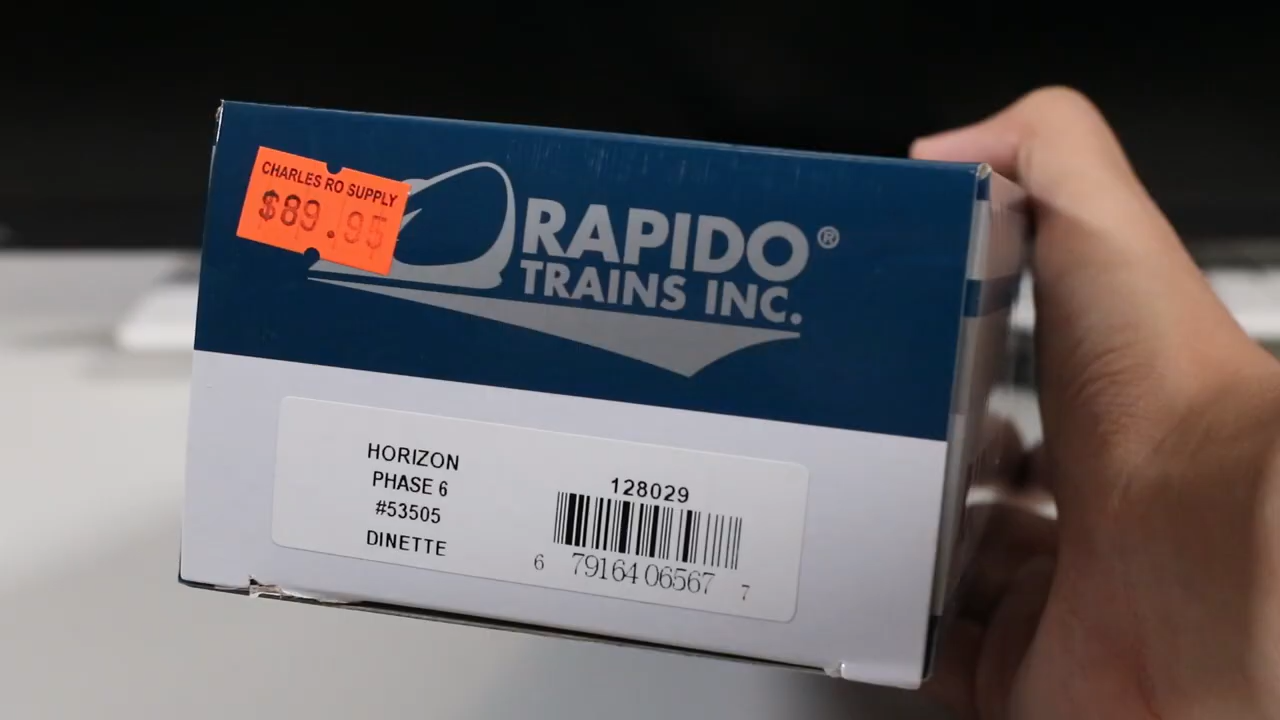 CHARLES RO SUPPLY
$89.95
RAPIDO®
TRAINS INC.
HORIZON
PHASE 6
#53505
DINETTE
128029
6 79164 06567 7